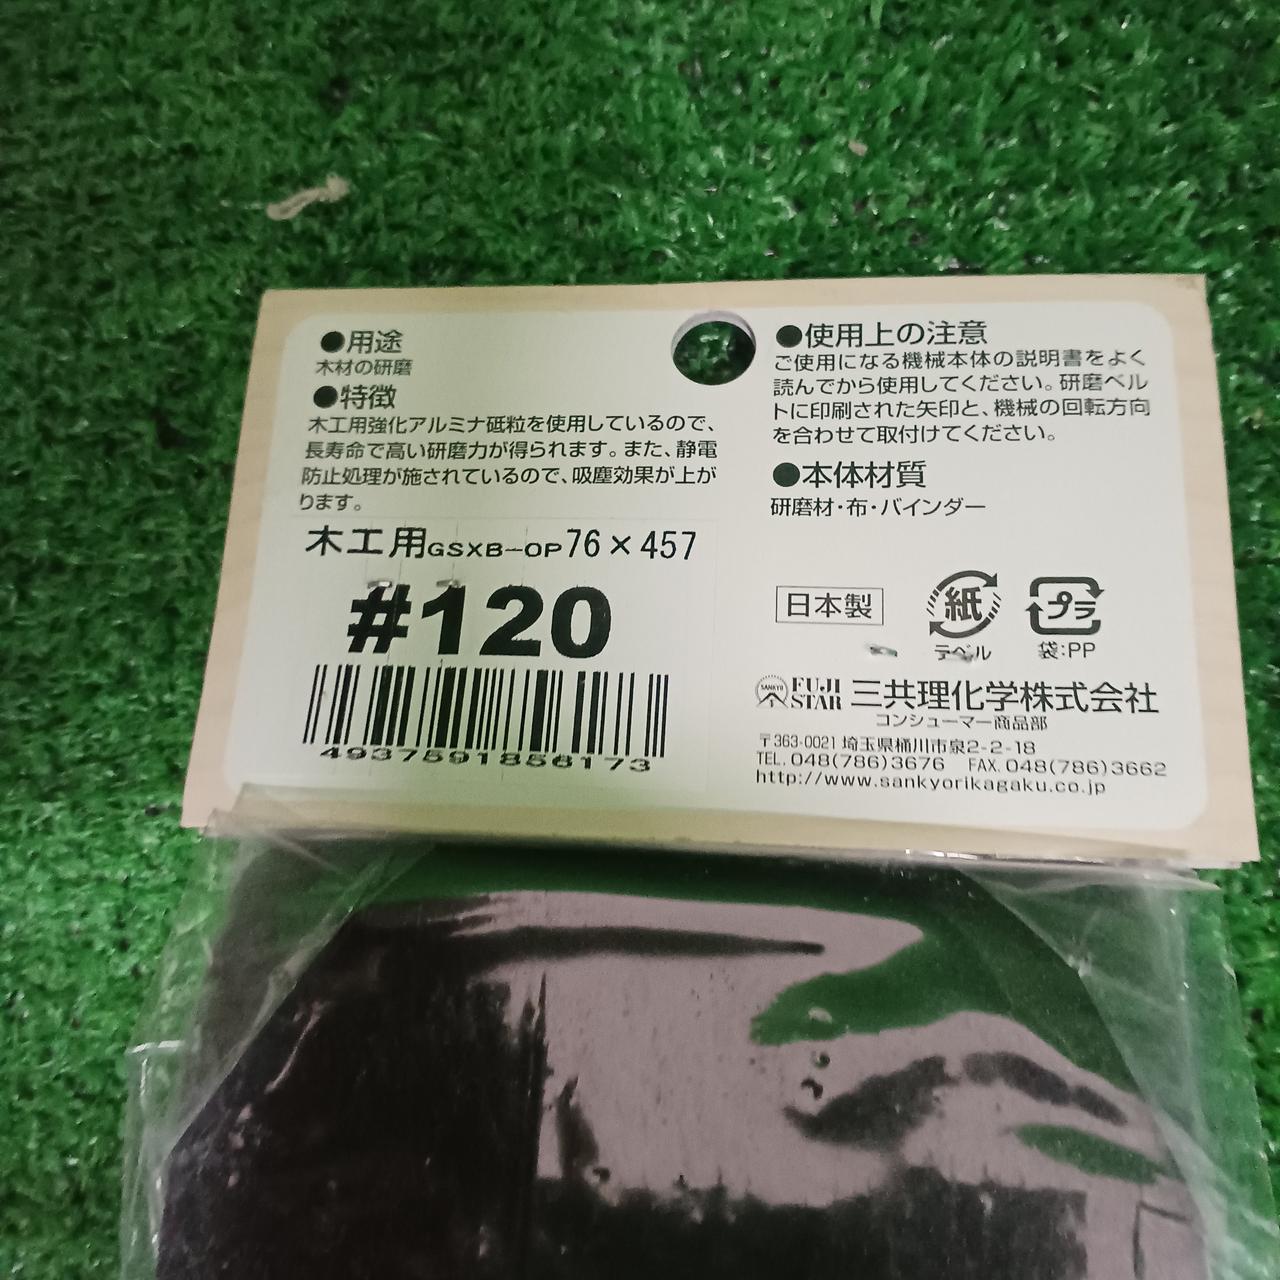 ●用途
木材の研磨
●特徴
木工用強化アルミナ砥粒を使用しているので、
長寿命で高い研磨力が得られます。また、静電
防止処理が施されているので、吸塵効果が上が
ります。
木工用GSXB-OP76×457
#120
4937591856173
●使用上の注意
ご使用になる機械本体の説明書をよく
読んでから使用してください。研磨ベル
トに印刷された矢印と、機械の回転方向
を合わせて取付けてください。
●本体材質
研磨材・布・バインダー
日本製
紙
ラベル
プラ
袋:PP
SANKYO
FUJI
STAR
三共理化学株式会社
コンシューマー商品部
〒363-0021 埼玉県桶川市泉2-2-18
TEL.048(786)3676 FAX.048(786)3662
http://www.sankyorikagaku.co.jp